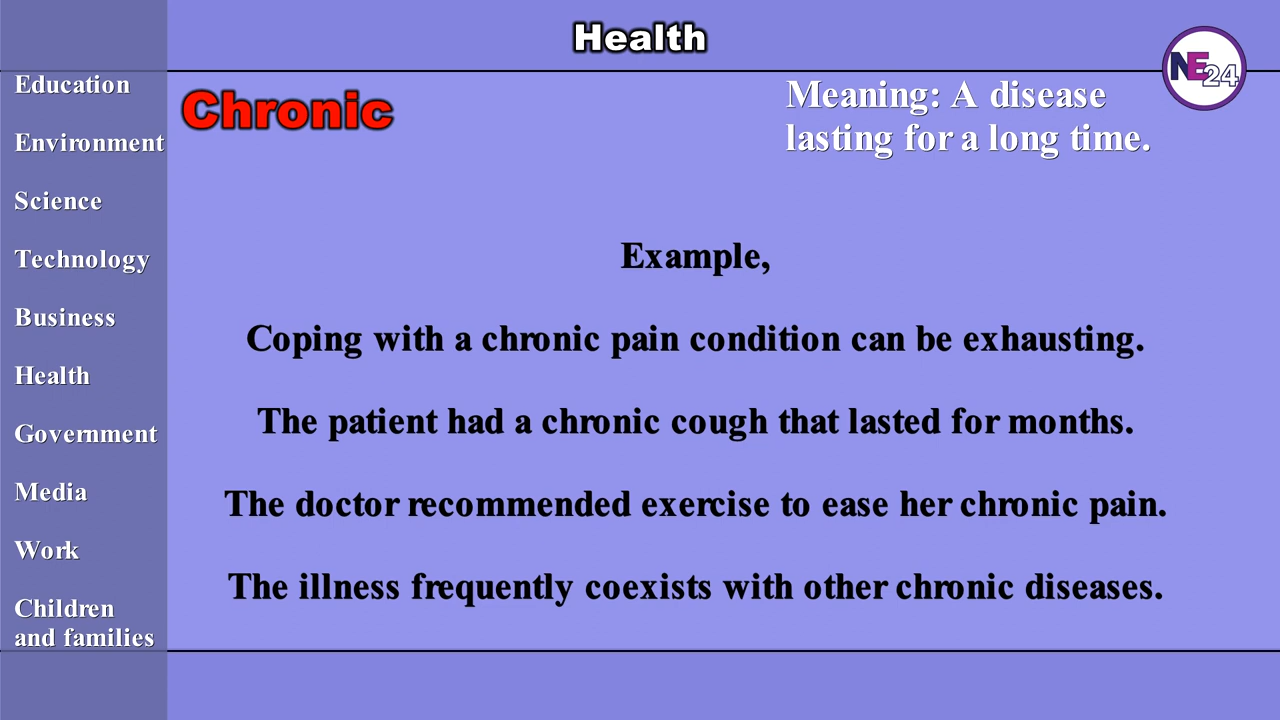 Health
NE24
Education
Environment
Science
Technology
Business
Health
Government
Media
Work
Children
and families
Chronic
Meaning: A disease
lasting for a long time.
Example,
Coping with a chronic pain condition can be exhausting.
The patient had a chronic cough that lasted for months.
The doctor recommended exercise to ease her chronic pain.
The illness frequently coexists with other chronic diseases.